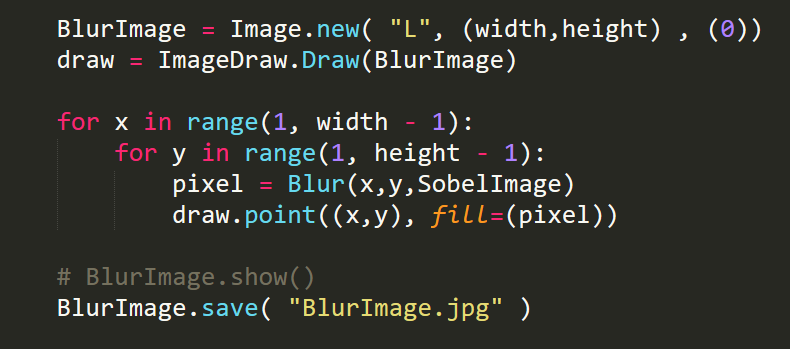 BlurImage = Image.new( "L", (width,height) , (0))
draw = ImageDraw.Draw(BlurImage)
for x in range(1, width - 1):
for y in range(1, height - 1):
pixel = Blur(x,y,SobelImage)
draw.point((x,y), fill=(pixel))
# BlurImage.show()
BlurImage.save( "BlurImage.jpg" )